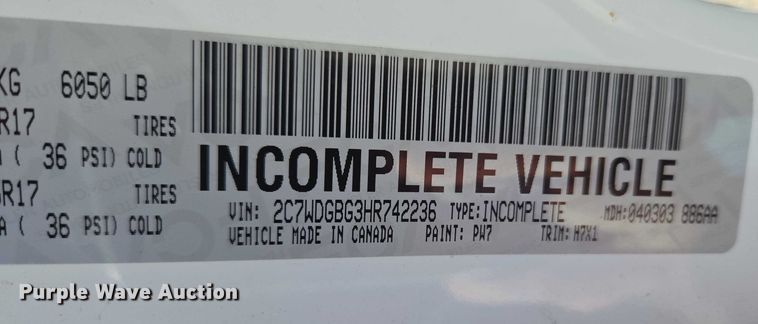 KG 6050 LB
R17 TIRES
( 36 PSI) COLD
R17 TIRES
A ( 36 PSI) COLD
INCOMPLETE VEHICLE
VIN: 2C7WDGBG3HR742236 TYPE:INCOMPLETE MDH:040303 886AA
VEHICLE MADE IN CANADA PAINT: PW7 TRIM: H7X1
Purple Wave Auction